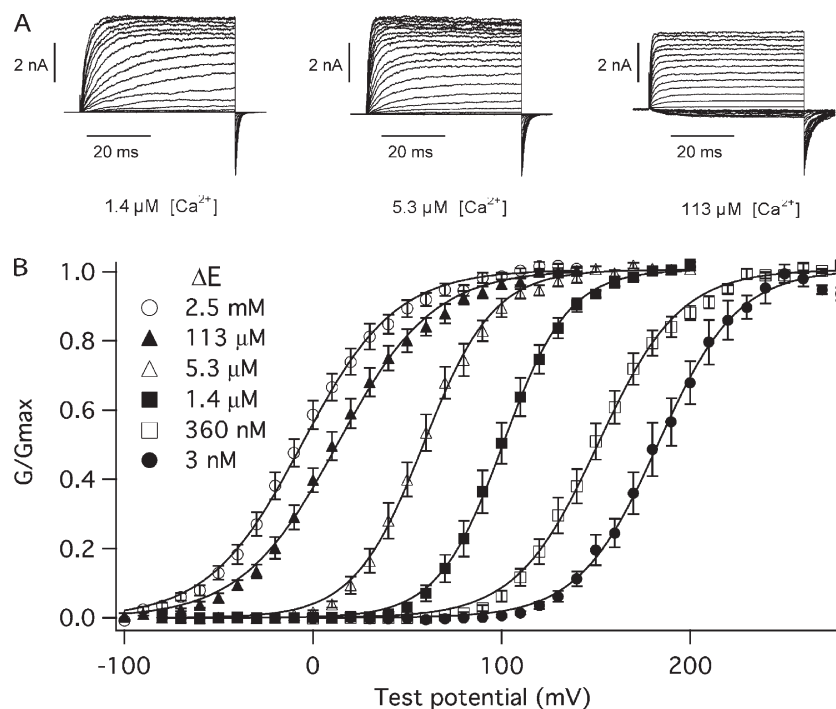 A
2 nA
2 nA
2 nA
20 ms
20 ms
20 ms
1.4 μM [Ca²⁺]
5.3 μM [Ca²⁺]
113 μM [Ca²⁺]
B
ΔE
2.5 mM
113 μM
5.3 μM
1.4 μM
360 nM
3 nM
G/Gmax
1.0
0.8
0.6
0.4
0.2
0.0
-100
0
100
200
Test potential (mV)